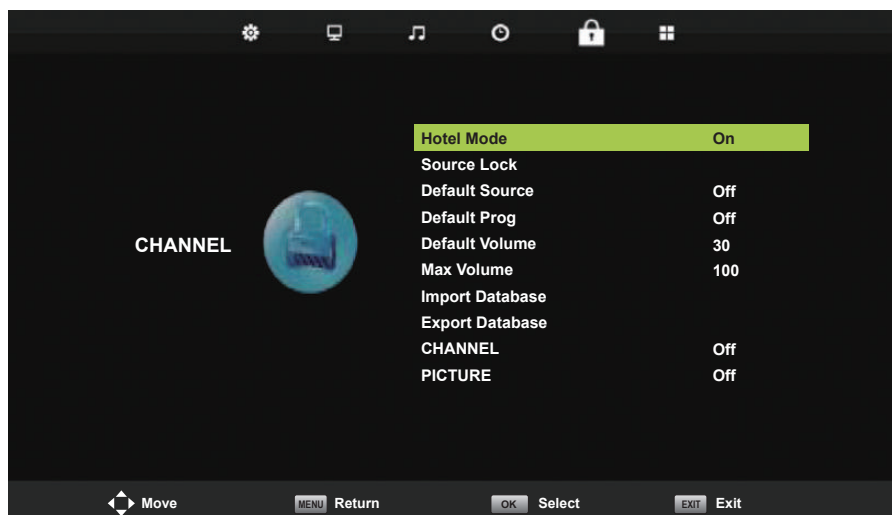 CHANNEL
Hotel Mode On
Source Lock
Default Source Off
Default Prog Off
Default Volume 30
Max Volume 100
Import Database
Export Database
CHANNEL Off
PICTURE Off
Move MENU Return OK Select EXIT Exit